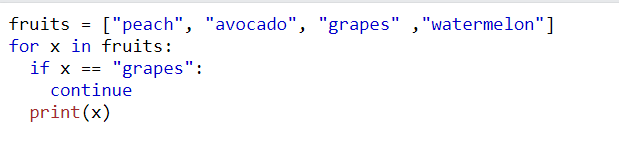 fruits = ["peach", "avocado", "grapes" ,"watermelon"]
for x in fruits:
  if x == "grapes":
    continue
  print(x)